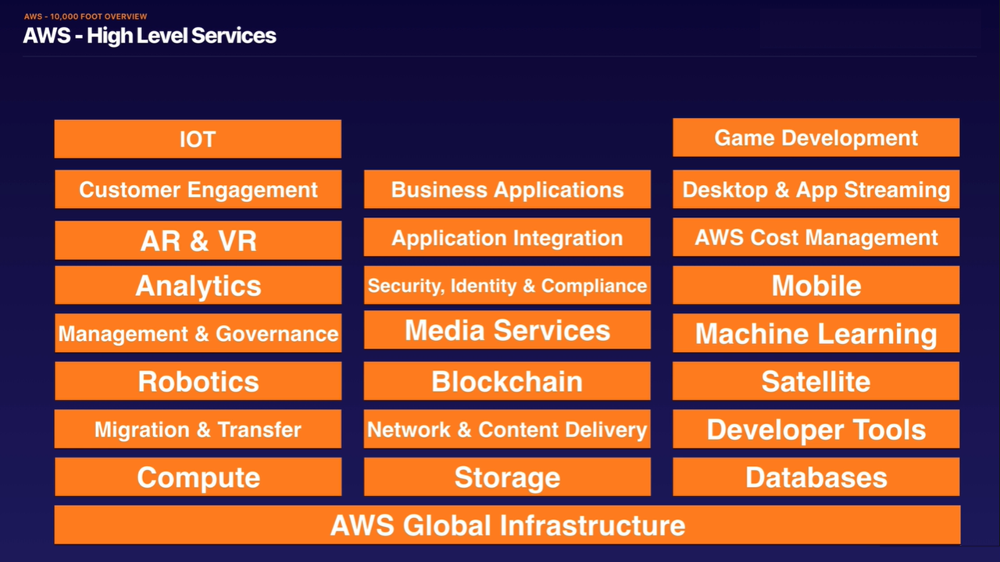 AWS - 10,000 FOOT OVERVIEW
AWS - High Level Services
IOT
Game Development
Customer Engagement
Business Applications
Desktop & App Streaming
AR & VR
Application Integration
AWS Cost Management
Analytics
Security, Identity & Compliance
Mobile
Management & Governance
Media Services
Machine Learning
Robotics
Blockchain
Satellite
Migration & Transfer
Network & Content Delivery
Developer Tools
Compute
Storage
Databases
AWS Global Infrastructure